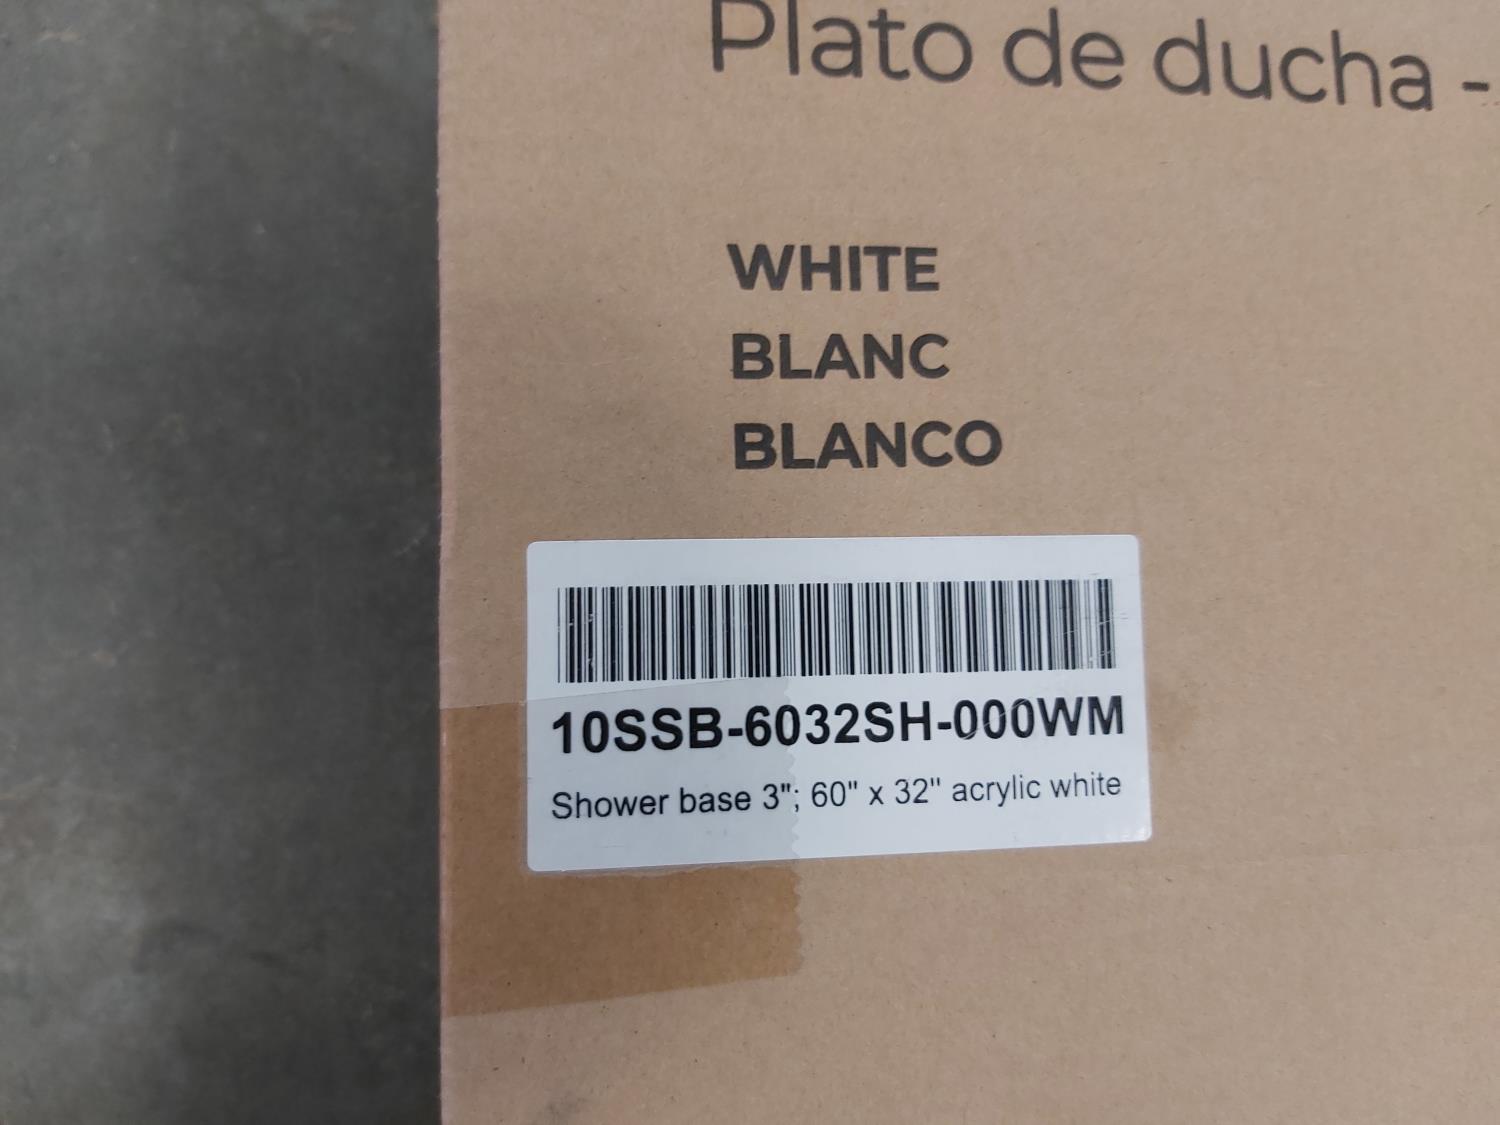 Plato de ducha -
WHITE
BLANC
BLANCO
10SSB-6032SH-000WM
Shower base 3"; 60" x 32" acrylic white